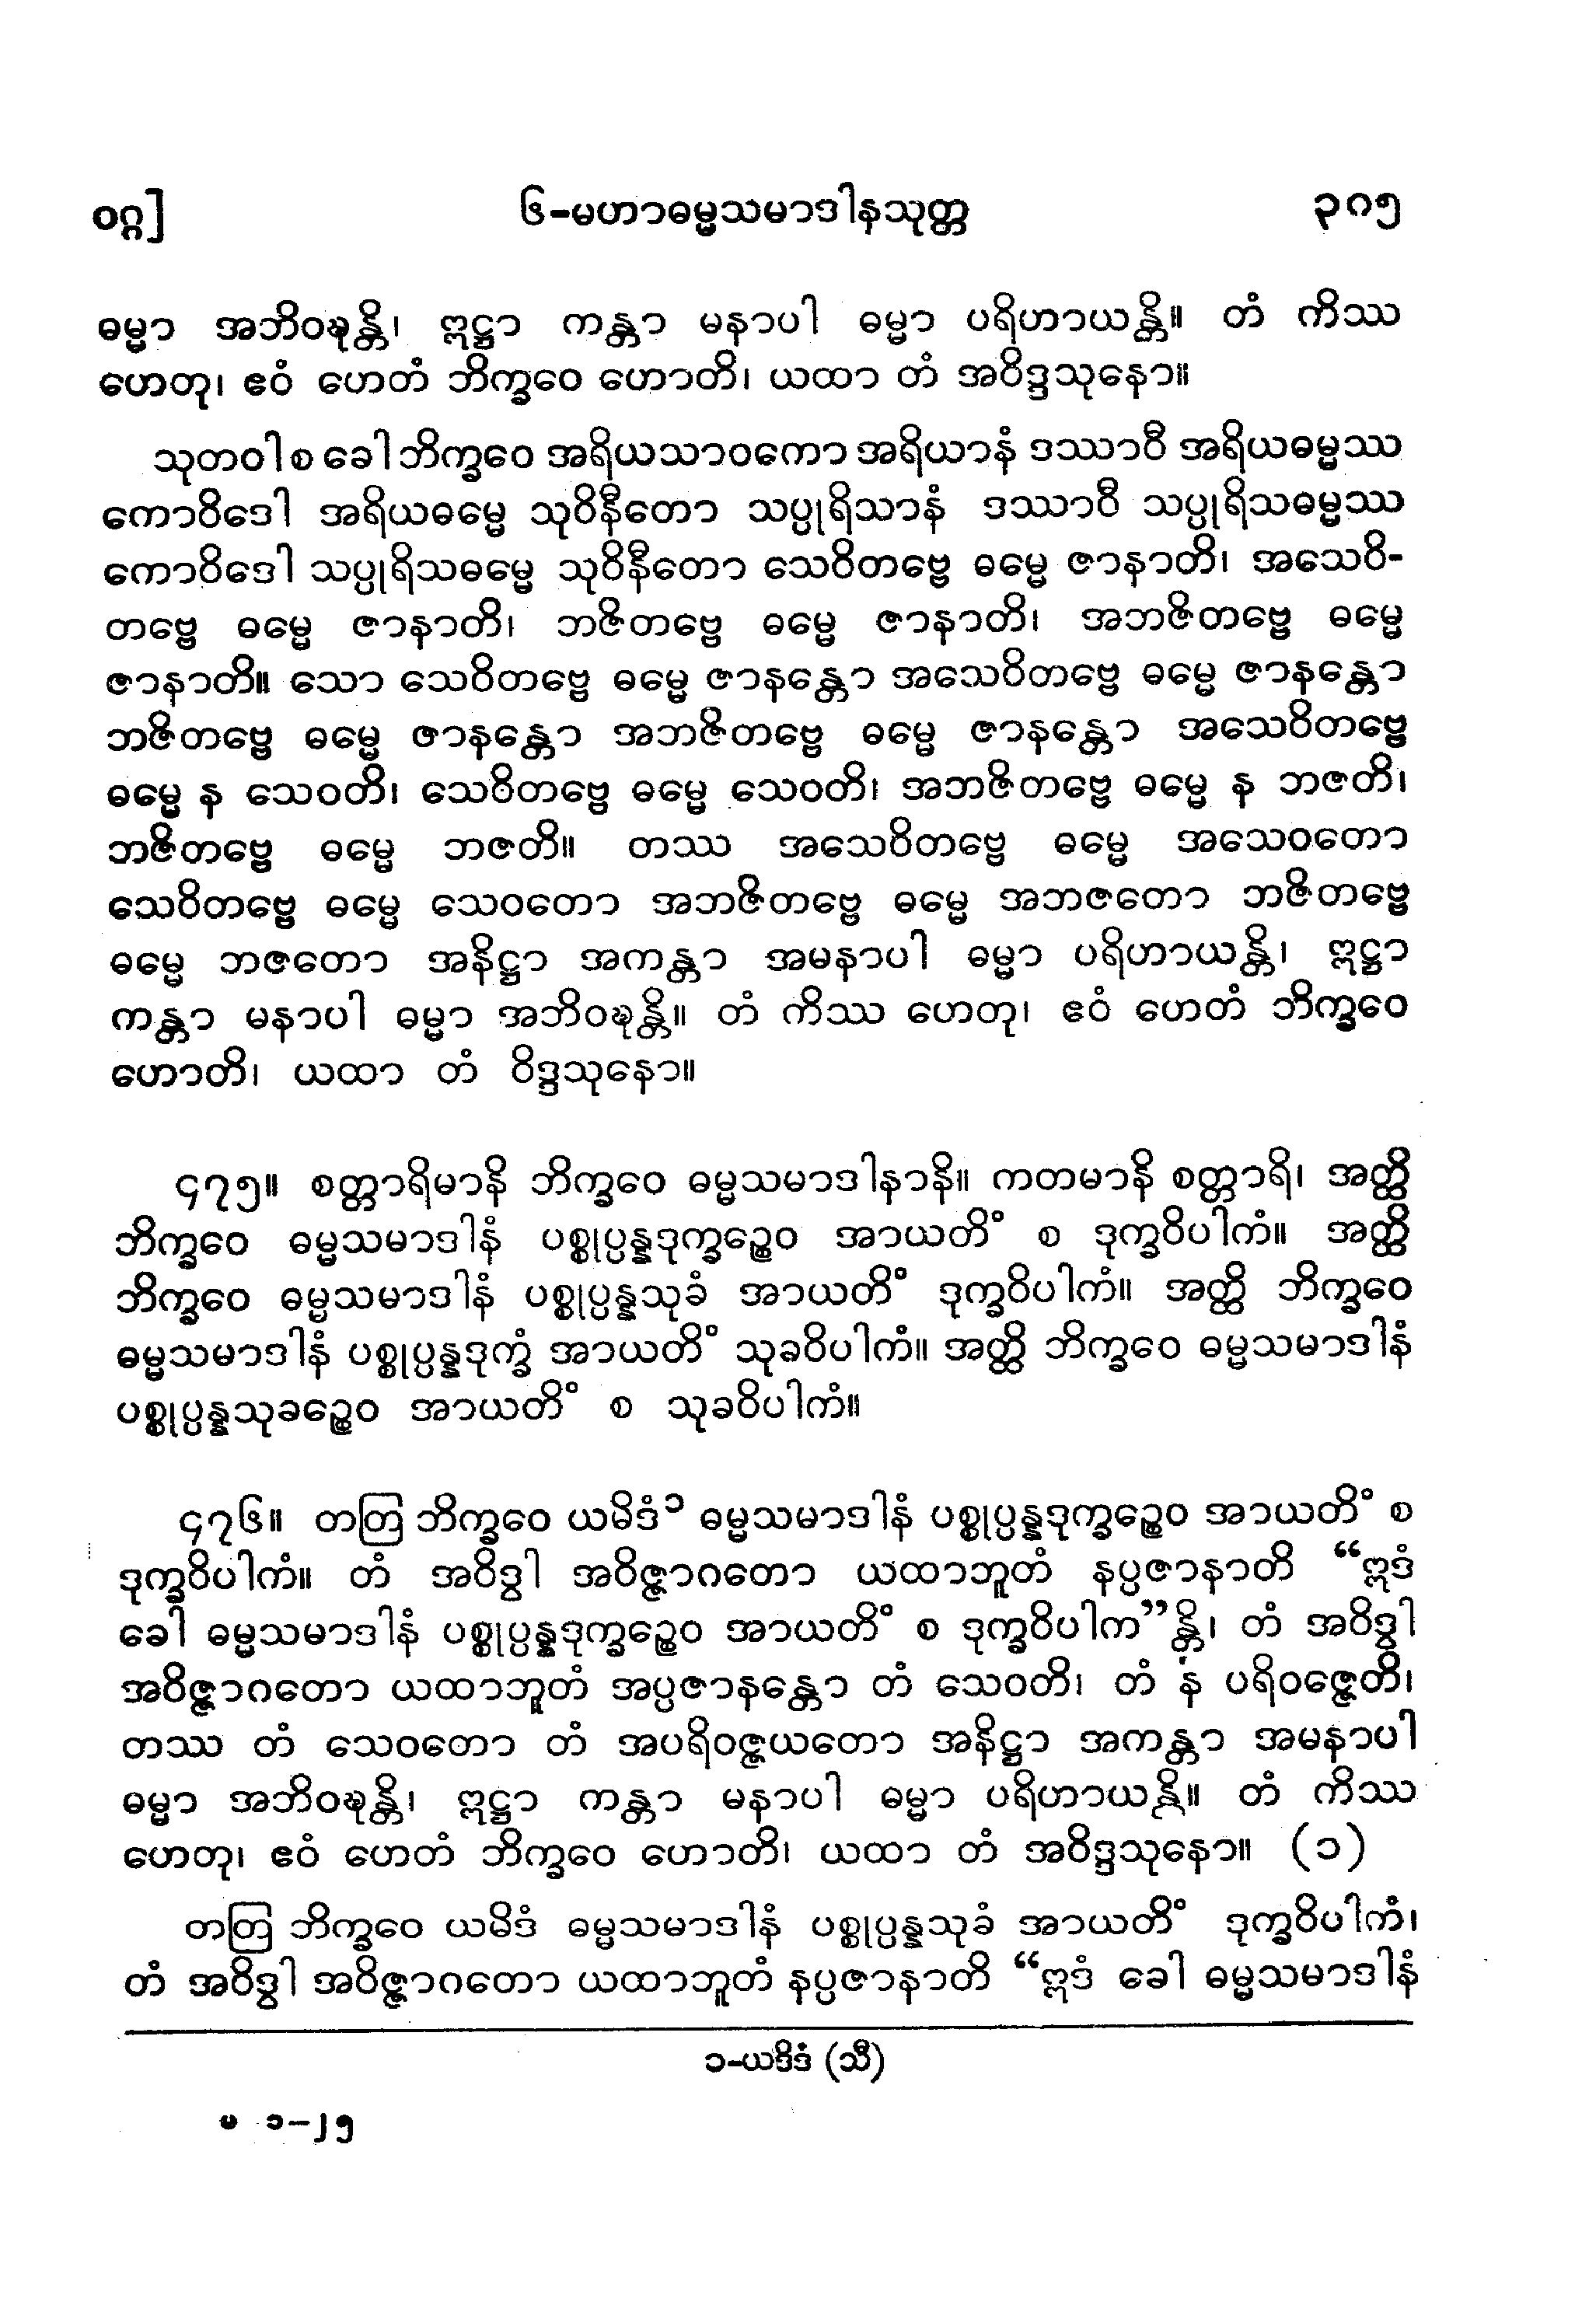 ဝဂ္ဂ] ၆-မဟာဓမ္မသမာဒါနသုတ္တ ၃၈၅
ဓမ္မာ အဘိဝဍ္ဎန္တိ၊ ဣဋ္ဌာ ကန္တာ မနာပါ ဓမ္မာ ပရိဟာယန္တိ။ တံ ကိဿ
ဟေတု၊ ဧဝံ ဟေတံ ဘိက္ခဝေ ဟောတိ၊ ယထာ တံ အဝိဒ္ဒသုနော။
သုတဝါ စ ခေါ ဘိက္ခဝေ အရိယသာဝကော အရိယာနံ ဒဿာဝီ အရိယဓမ္မဿ
ကောဝိဒေါ အရိယဓမ္မေ သုဝိနီတော သပ္ပုရိသာနံ ဒဿာဝီ သပ္ပုရိသဓမ္မဿ
ကောဝိဒေါ သပ္ပုရိသဓမ္မေ သုဝိနီတော သေဝိတဗ္ဗေ ဓမ္မေ ဇာနာတိ၊ အသေဝိ-
တဗ္ဗေ ဓမ္မေ ဇာနာတိ၊ ဘဇိတဗ္ဗေ ဓမ္မေ ဇာနာတိ၊ အဘဇိတဗ္ဗေ ဓမ္မေ
ဇာနာတိ။ သော သေဝိတဗ္ဗေ ဓမ္မေ ဇာနန္တော အသေဝိတဗ္ဗေ ဓမ္မေ ဇာနန္တော
ဘဇိတဗ္ဗေ ဓမ္မေ ဇာနန္တော အဘဇိတဗ္ဗေ ဓမ္မေ ဇာနန္တော အသေဝိတဗ္ဗေ
ဓမ္မေ န သေဝတိ၊ သေဝိတဗ္ဗေ ဓမ္မေ သေဝတိ၊ အဘဇိတဗ္ဗေ ဓမ္မေ န ဘဇတိ၊
ဘဇိတဗ္ဗေ ဓမ္မေ ဘဇတိ။ တဿ အသေဝိတဗ္ဗေ ဓမ္မေ အသေဝတော
သေဝိတဗ္ဗေ ဓမ္မေ သေဝတော အဘဇိတဗ္ဗေ ဓမ္မေ အဘဇတော ဘဇိတဗ္ဗေ
ဓမ္မေ ဘဇတော အနိဋ္ဌာ အကန္တာ အမနာပါ ဓမ္မာ ပရိဟာယန္တိ၊ ဣဋ္ဌာ
ကန္တာ မနာပါ ဓမ္မာ အဘိဝဍ္ဎန္တိ။ တံ ကိဿ ဟေတု၊ ဧဝံ ဟေတံ ဘိက္ခဝေ
ဟောတိ၊ ယထာ တံ ဝိဒ္ဒသုနော။
၄၇၅။ စတ္တာရိမာနိ ဘိက္ခဝေ ဓမ္မသမာဒါနာနိ။ ကတမာနိ စတ္တာရိ၊ အတ္ထိ
ဘိက္ခဝေ ဓမ္မသမာဒါနံ ပစ္စုပ္ပန္နဒုက္ခဉ္စေဝ အာယတိံ စ ဒုက္ခဝိပါကံ။ အတ္ထိ
ဘိက္ခဝေ ဓမ္မသမာဒါနံ ပစ္စုပ္ပန္နသုခံ အာယတိံ ဒုက္ခဝိပါကံ။ အတ္ထိ ဘိက္ခဝေ
ဓမ္မသမာဒါနံ ပစ္စုပ္ပန္နဒုက္ခံ အာယတိံ သုခဝိပါကံ။ အတ္ထိ ဘိက္ခဝေ ဓမ္မသမာဒါနံ
ပစ္စုပ္ပန္နသုခဉ္စေဝ အာယတိံ စ သုခဝိပါကံ။
၄၇၆။ တတြ ဘိက္ခဝေ ယမိဒံ၁ ဓမ္မသမာဒါနံ ပစ္စုပ္ပန္နဒုက္ခဉ္စေဝ အာယတိံ စ
ဒုက္ခဝိပါကံ။ တံ အဝိဒွါ အဝိဇ္ဇာဂတော ယထာဘူတံ နပ္ပဇာနာတိ “ဣဒံ
ခေါ ဓမ္မသမာဒါနံ ပစ္စုပ္ပန္နဒုက္ခဉ္စေဝ အာယတိံ စ ဒုက္ခဝိပါက”န္တိ၊ တံ အဝိဒွါ
အဝိဇ္ဇာဂတော ယထာဘူတံ အပ္ပဇာနန္တော တံ သေဝတိ၊ တံ န ပရိဝဇ္ဇေတိ၊
တဿ တံ သေဝတော တံ အပရိဝဇ္ဇယတော အနိဋ္ဌာ အကန္တာ အမနာပါ
ဓမ္မာ အဘိဝဍ္ဎန္တိ၊ ဣဋ္ဌာ ကန္တာ မနာပါ ဓမ္မာ ပရိဟာယန္တိ။ တံ ကိဿ
ဟေတု၊ ဧဝံ ဟေတံ ဘိက္ခဝေ ဟောတိ၊ ယထာ တံ အဝိဒ္ဒသုနော။ (၁)
တတြ ဘိက္ခဝေ ယမိဒံ ဓမ္မသမာဒါနံ ပစ္စုပ္ပန္နသုခံ အာယတိံ ဒုက္ခဝိပါကံ၊
တံ အဝိဒွါ အဝိဇ္ဇာဂတော ယထာဘူတံ နပ္ပဇာနာတိ “ဣဒံ ခေါ ဓမ္မသမာဒါနံ
၁-ယဒိဒံ (သီ)
မ ၁-၂၅